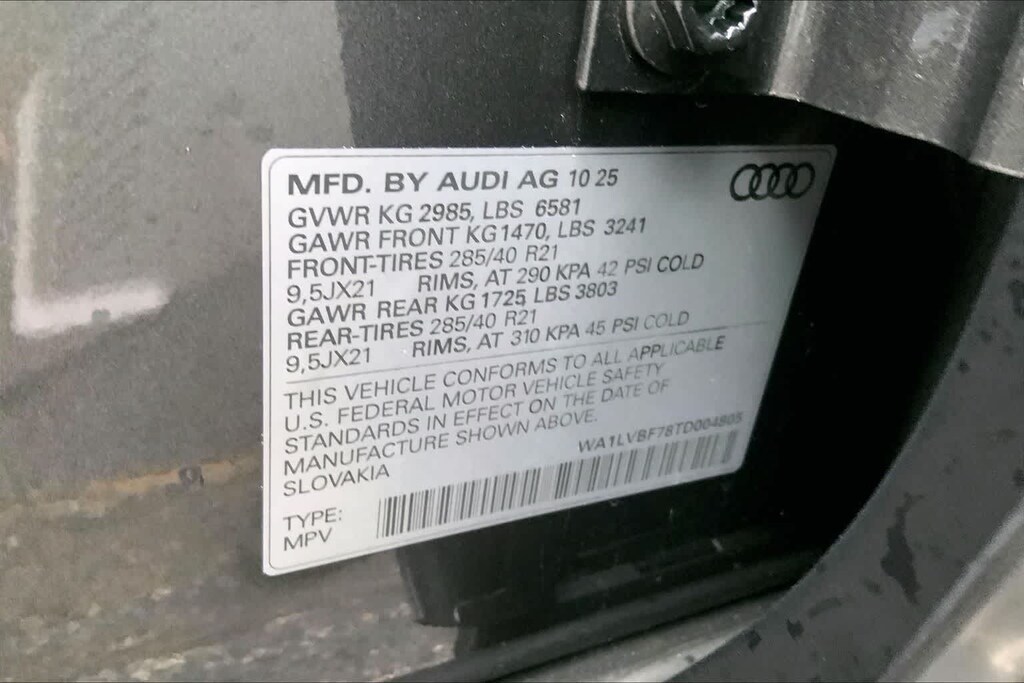 MFD. BY AUDI AG 10 25
GVWR KG 2985, LBS 6581
GAWR FRONT KG1470, LBS 3241
FRONT-TIRES 285/40 R21
9,5JX21 RIMS, AT 290 KPA 42 PSI COLD
GAWR REAR KG 1725 LBS 3803
REAR-TIRES 285/40 R21
9,5JX21 RIMS, AT 310 KPA 45 PSI COLD
THIS VEHICLE CONFORMS TO ALL APPLICABLE
U.S. FEDERAL MOTOR VEHICLE SAFETY
STANDARDS IN EFFECT ON THE DATE OF
MANUFACTURE SHOWN ABOVE.
SLOVAKIA
WA1LVBF78TD004805
TYPE:
MPV